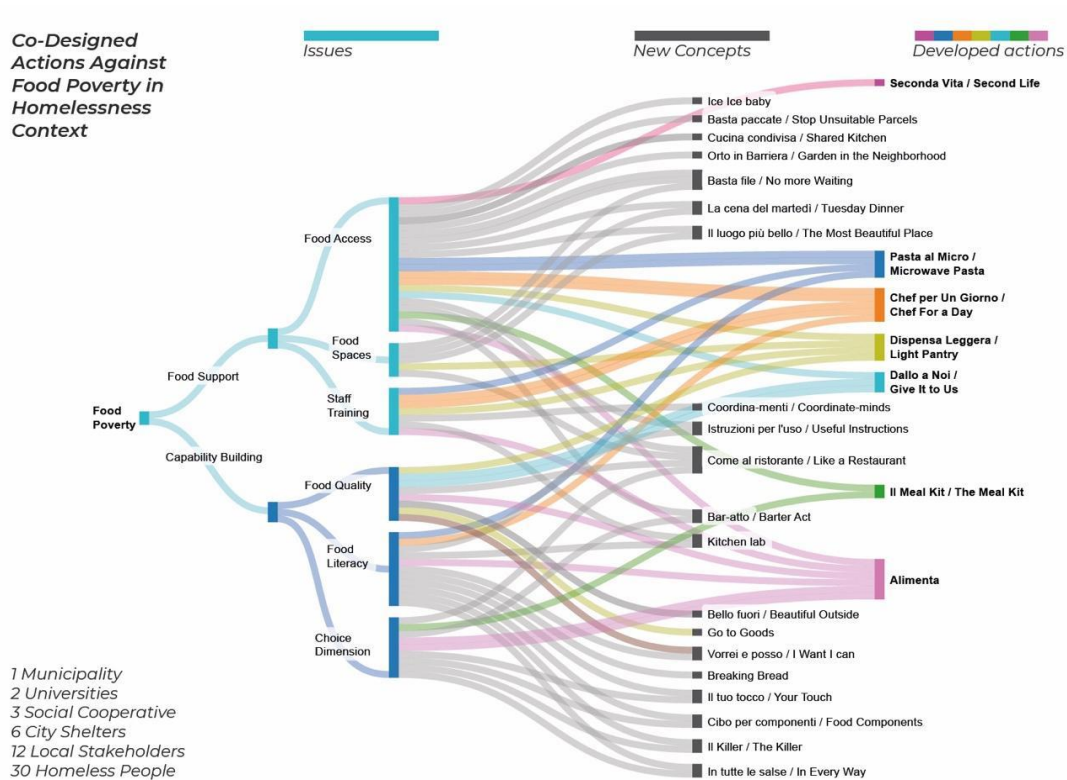 Co-Designed
Actions Against
Food Poverty in
Homelessness
Context
Issues
New Concepts
Developed actions
Food
Poverty
Food Support
Capability Building
Food Access
Food
Spaces
Staff
Training
Food Quality
Food
Literacy
Choice
Dimension
Ice Ice baby
Basta paccate / Stop Unsuitable Parcels
Cucina condivisa / Shared Kitchen
Orto in Barriera / Garden in the Neighborhood
Basta file / No more Waiting
La cena del martedì / Tuesday Dinner
Il luogo più bello / The Most Beautiful Place
Coordina-menti / Coordinate-minds
Istruzioni per l'uso / Useful Instructions
Come al ristorante / Like a Restaurant
Bar-atto / Barter Act
Kitchen lab
Bello fuori / Beautiful Outside
Go to Goods
Vorrei e posso / I Want I can
Breaking Bread
Il tuo tocco / Your Touch
Cibo per componenti / Food Components
Il Killer / The Killer
In tutte le salse / In Every Way
Seconda Vita / Second Life
Pasta al Micro /
Microwave Pasta
Chef per Un Giorno /
Chef For a Day
Dispensa Leggera /
Light Pantry
Dallo a Noi /
Give It to Us
Il Meal Kit / The Meal Kit
Alimenta
1 Municipality
2 Universities
3 Social Cooperative
6 City Shelters
12 Local Stakeholders
30 Homeless People